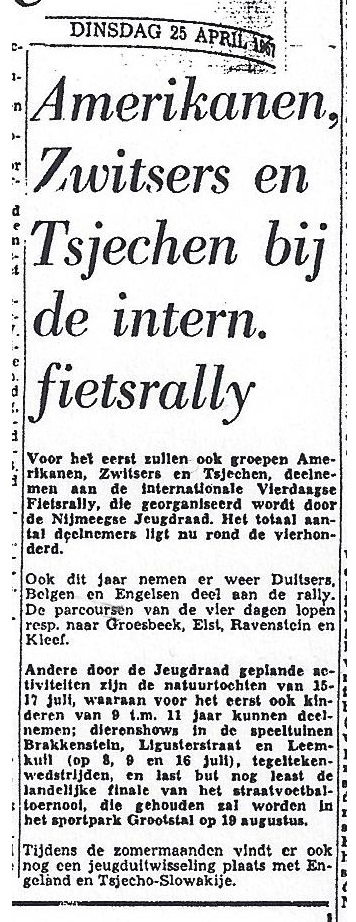 DINSDAG 25 APRIL 1967
Amerikanen,
Zwitsers en
Tsjechen bij
de intern.
fietsrally
Voor het eerst zullen ook groepen Ame-
rikanen, Zwitsers en Tsjechen, deelne-
men aan de internationale Vierdaagse
Fietsrally, die georganiseerd wordt door
de Nijmeegse Jeugdraad. Het totaal aan-
tal deelnemers ligt nu rond de vierhon-
derd.
Ook dit jaar nemen er weer Duitsers,
Belgen en Engelsen deel aan de rally.
De parcoursen van de vier dagen lopen
resp. naar Groesbeek, Elst, Ravenstein en
Kleef.
Andere door de Jeugdraad geplande ac-
tiviteiten zijn de natuurtochten van 15-
17 juli, waaraan voor het eerst ook kin-
deren van 9 t.m. 11 jaar kunnen deel-
nemen; dierenshows in de speeltuinen
Brakkenstein, Ligusterstraat en Leem-
kuil (op 8, 9 en 16 juli), tegelteken-
wedstrijden, en last but nog least de
landelijke finale van het straatvoetbal-
toernooi, die gehouden zal worden in
het sportpark Grootstal op 19 augustus.
Tijdens de zomermaanden vindt er ook
nog een jeugduitwisseling plaats met En-
geland en Tsjecho-Slowakije.